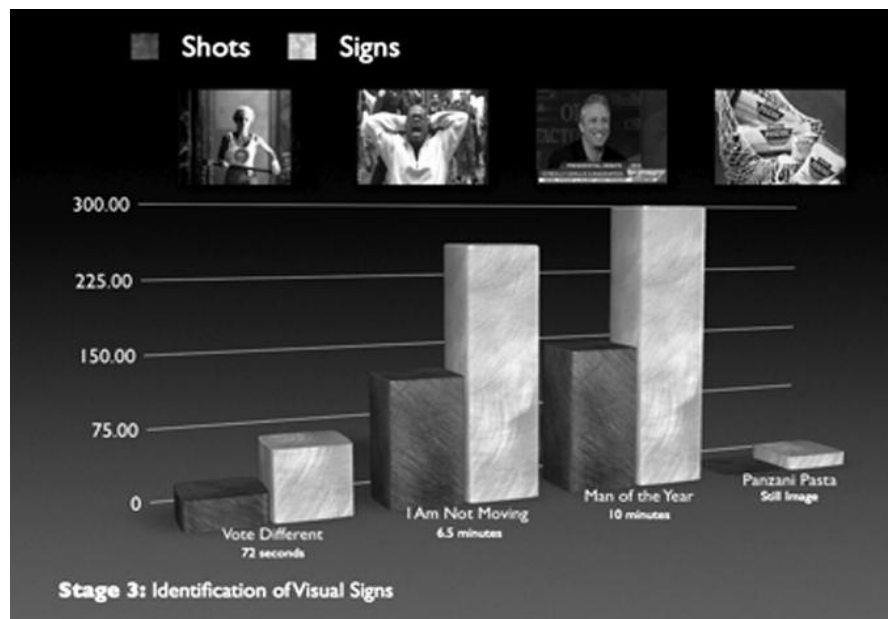 Shots Signs
300.00
225.00
150.00
75.00
0
Vote Different
72 seconds
I Am Not Moving
6.5 minutes
Man of the Year
10 minutes
Panzani Pasta
Still Image
Stage 3: Identification of Visual Signs